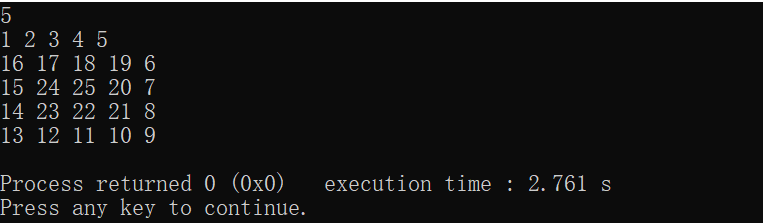 5
1 2 3 4 5
16 17 18 19 6
15 24 25 20 7
14 23 22 21 8
13 12 11 10 9
Process returned 0 (0x0)   execution time : 2.761 s
Press any key to continue.